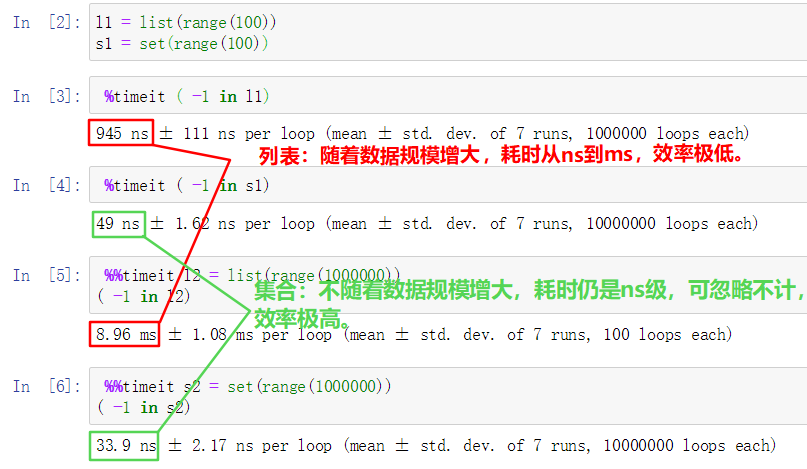 In [2]: l1 = list(range(100))
s1 = set(range(100))
In [3]: %timeit ( -1 in l1)
945 ns ± 111 ns per loop (mean ± std. dev. of 7 runs, 1000000 loops each)
列表：随着数据规模增大，耗时从ns到ms，效率极低。
In [4]: %timeit ( -1 in s1)
49 ns ± 1.62 ns per loop (mean ± std. dev. of 7 runs, 10000000 loops each)
In [5]: %%timeit l2 = list(range(1000000))
( -1 in l2)
集合：不随着数据规模增大，耗时仍是ns级，可忽略不计，
效率极高。
8.96 ms ± 1.08 ms per loop (mean ± std. dev. of 7 runs, 100 loops each)
In [6]: %%timeit s2 = set(range(1000000))
( -1 in s2)
33.9 ns ± 2.17 ns per loop (mean ± std. dev. of 7 runs, 10000000 loops each)